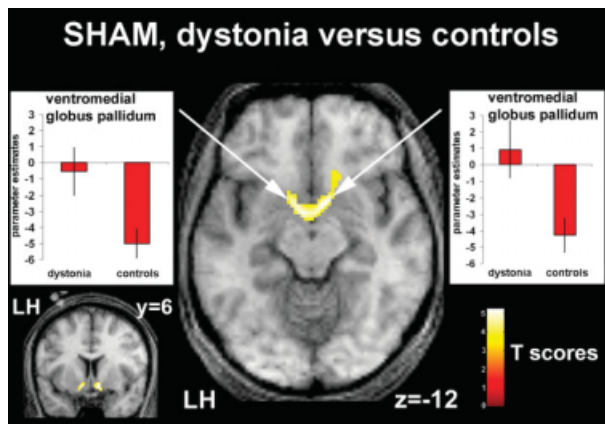 SHAM, dystonia versus controls
ventromedial
globus pallidum
parameter estimates
3
2
1
0
-1
-2
-3
-4
-5
-6
dystonia controls
ventromedial
globus pallidum
parameter estimates
3
2
1
0
-1
-2
-3
-4
-5
-6
dystonia controls
LH y=6
LH z=-12
5
4
3
2
1
0
T scores